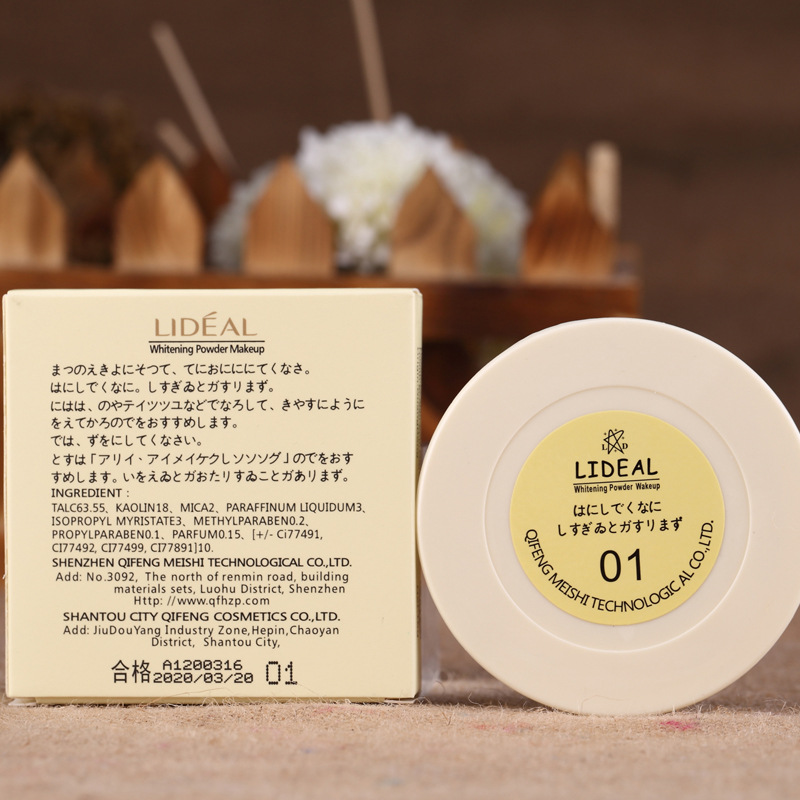 LIDÉAL
Whitening Powder Makeup
まつのえきよにそつて、てにおにににてくなさ。
はにしでくなに。しすぎゐとガすリまず。
にはは、のやテイツツユなどでなろして、きやすにように
をえてかろのでをおすすめします。
では、ずをにしてくなさい。
とすは「アリイ・アイメイケクしソソソグ」のでをおす
すめします。いをえゐとガおたりすゐことガあリまず。
INGREDIENT：
TALC63.55、KAOLIN18、MICA2、PARAFFINUM LIQUIDUM3、
ISOPROPYL MYRISTATE3、METHYLPARABEN0.2、
PROPYLPARABEN0.1、PARFUM0.15、[+/- Ci77491,
CI77492, CI77499, CI77891]10.
SHENZHEN QIFENG MEISHI TECHNOLOGICAL CO.,LTD.
Add: No.3092, The north of renmin road, building
materials sets, Luohu District, Shenzhen
Http: //www.qfhzp.com
SHANTOU CITY QIFENG COSMETICS CO.,LTD.
Add: JiuDouYang Industry Zone,Hepin,Chaoyan
District, Shantou City,
合格 A1200316
2020/03/20 01
LIDEAL
Whitening Powder Wakeup
はにしでくなに
しすぎゐとガすリまず
01
QIFENG MEISHI TECHNOLOGIC AL CO.,LTD.